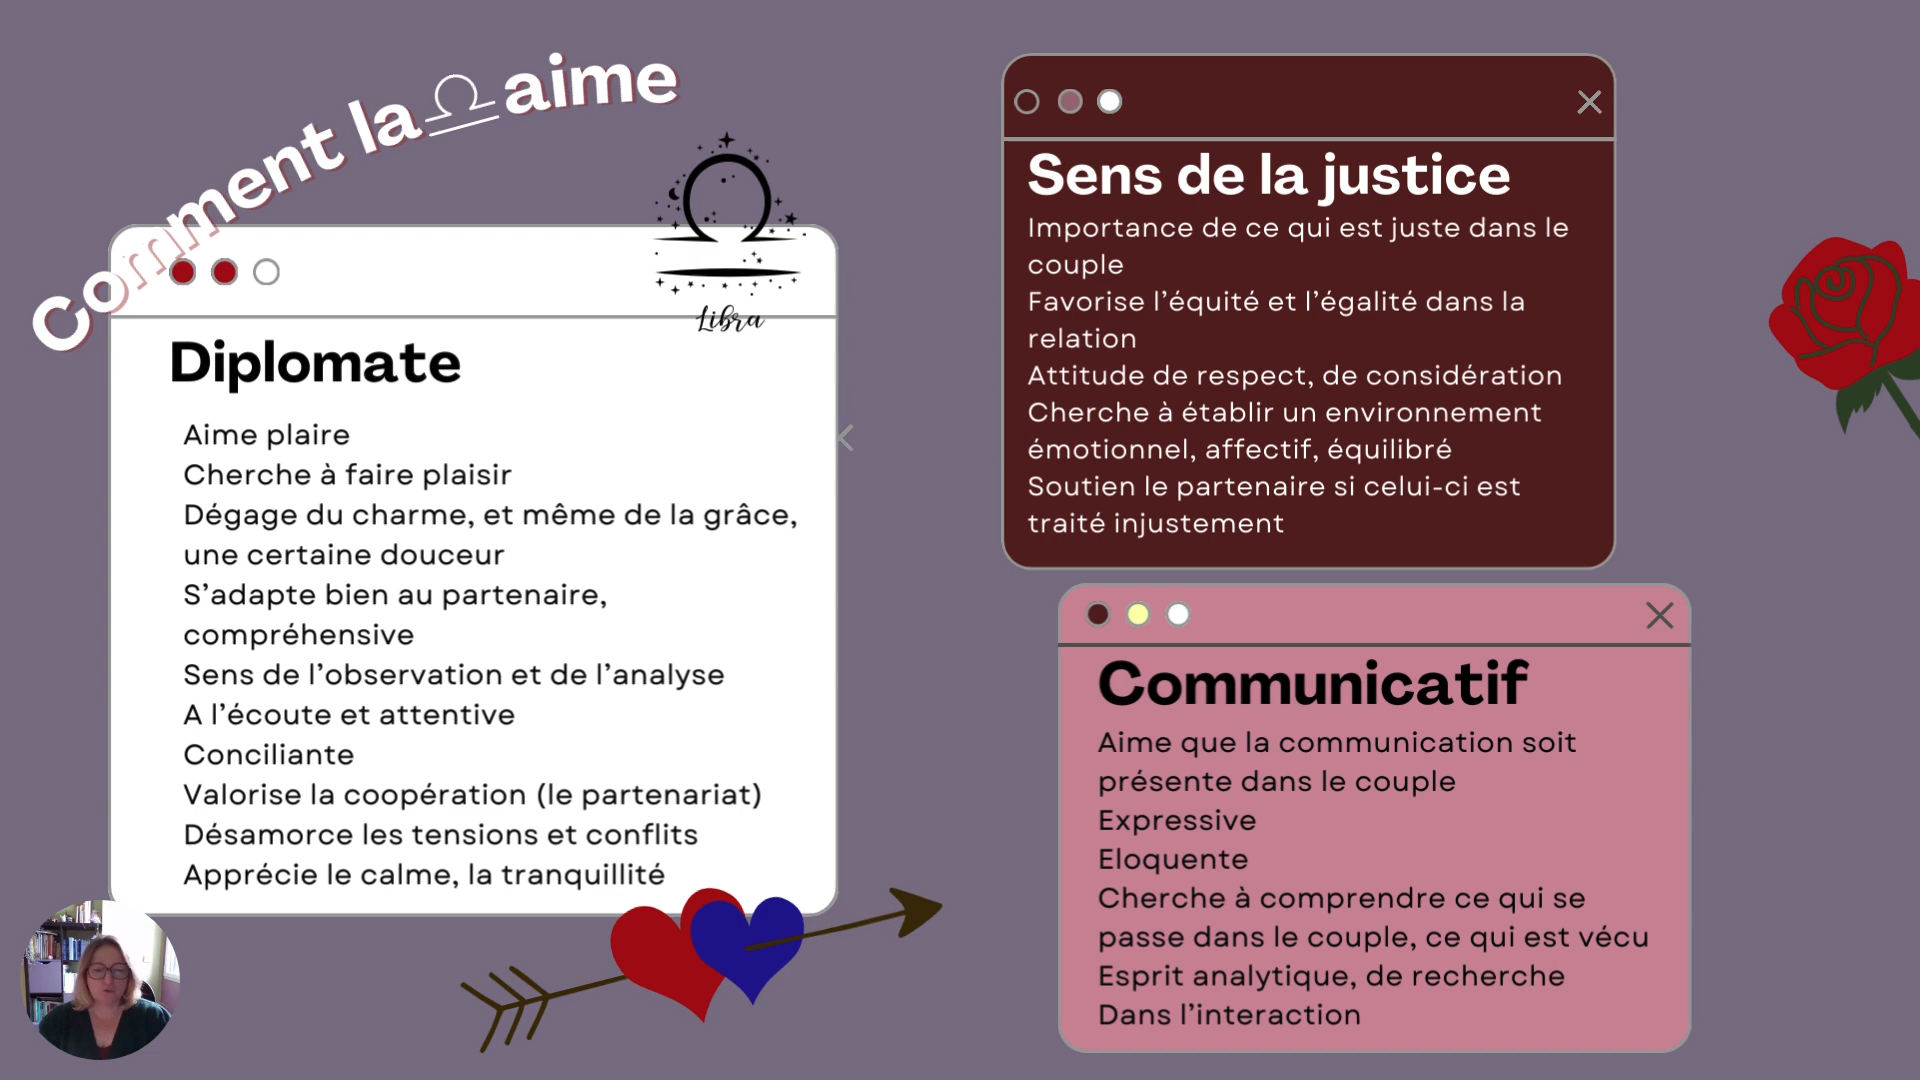 Comment la ♎ aime
Libra
Diplomate
Aime plaire
Cherche à faire plaisir
Dégage du charme, et même de la grâce,
une certaine douceur
S’adapte bien au partenaire,
compréhensive
Sens de l’observation et de l’analyse
A l’écoute et attentive
Conciliante
Valorise la coopération (le partenariat)
Désamorce les tensions et conflits
Apprécie le calme, la tranquillité
Sens de la justice
Importance de ce qui est juste dans le
couple
Favorise l’équité et l’égalité dans la
relation
Attitude de respect, de considération
Cherche à établir un environnement
émotionnel, affectif, équilibré
Soutien le partenaire si celui-ci est
traité injustement
Communicatif
Aime que la communication soit
présente dans le couple
Expressive
Eloquente
Cherche à comprendre ce qui se
passe dans le couple, ce qui est vécu
Esprit analytique, de recherche
Dans l’interaction